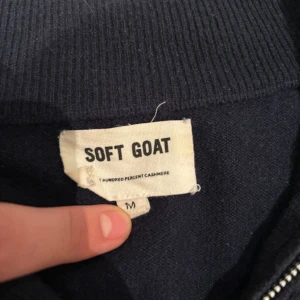 SOFT GOAT
HUNDRED PERCENT CASHMERE
M